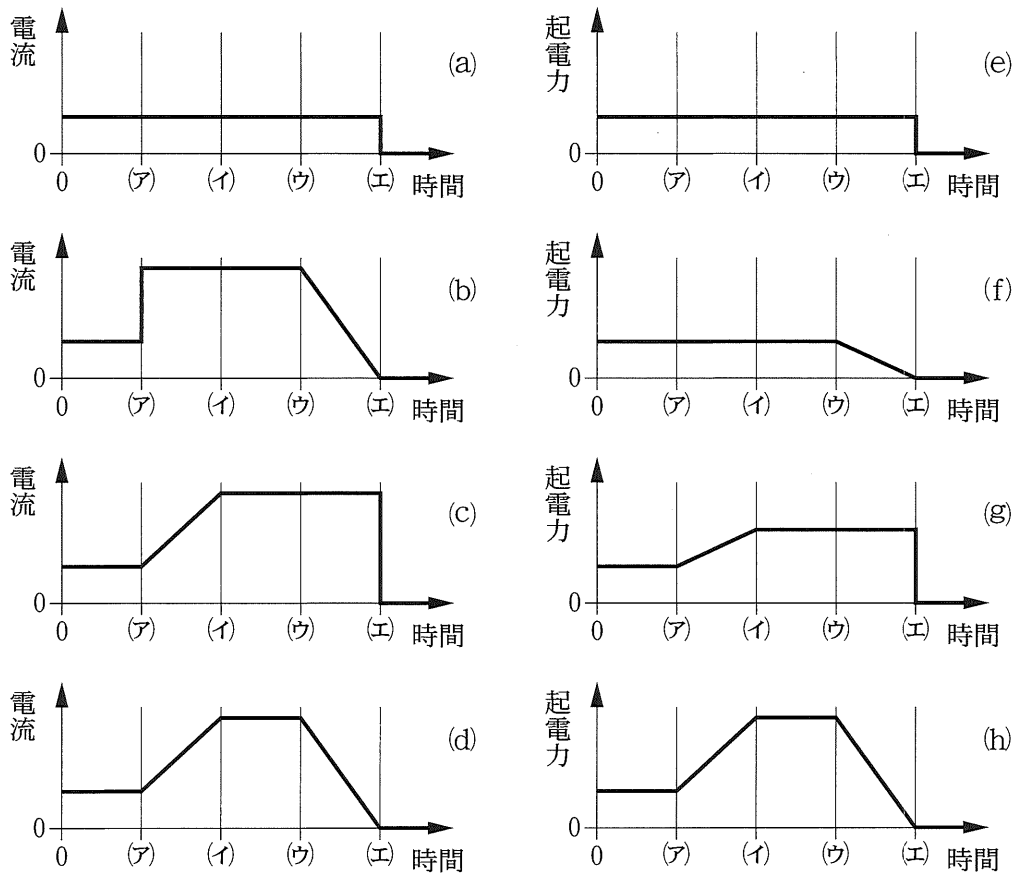 電流
(a)
0
0 (ア) (イ) (ウ) (エ) 時間
起電力
(e)
0
0 (ア) (イ) (ウ) (エ) 時間
電流
(b)
0
0 (ア) (イ) (ウ) (エ) 時間
起電力
(f)
0
0 (ア) (イ) (ウ) (エ) 時間
電流
(c)
0
0 (ア) (イ) (ウ) (エ) 時間
起電力
(g)
0
0 (ア) (イ) (ウ) (エ) 時間
電流
(d)
0
0 (ア) (イ) (ウ) (エ) 時間
起電力
(h)
0
0 (ア) (イ) (ウ) (エ) 時間